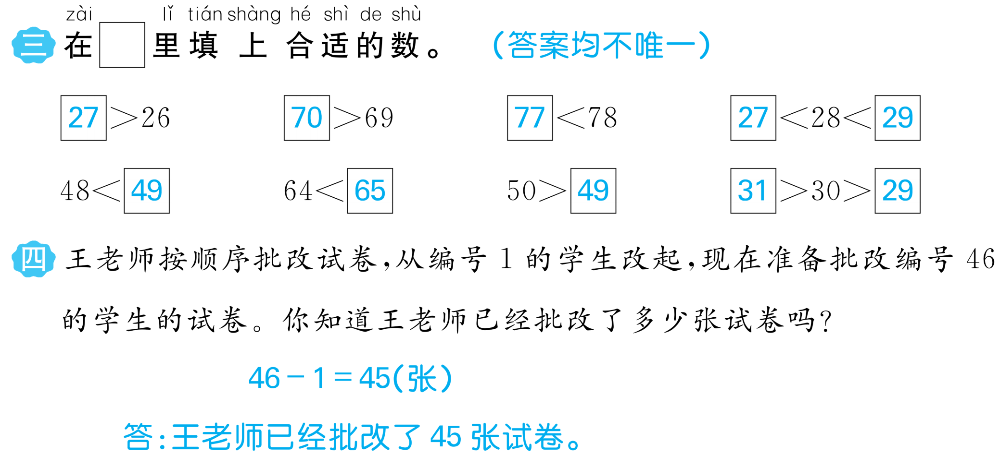 zài lǐ tián shàng hé shì de shù
三 在□里填上合适的数。 (答案均不唯一)
27>26 70>69 77<78 27<28<29
48<49 64<65 50>49 31>30>29
四 王老师按顺序批改试卷,从编号 1 的学生改起,现在准备批改编号 46
的学生的试卷。你知道王老师已经批改了多少张试卷吗?
46-1=45(张)
答:王老师已经批改了 45 张试卷。